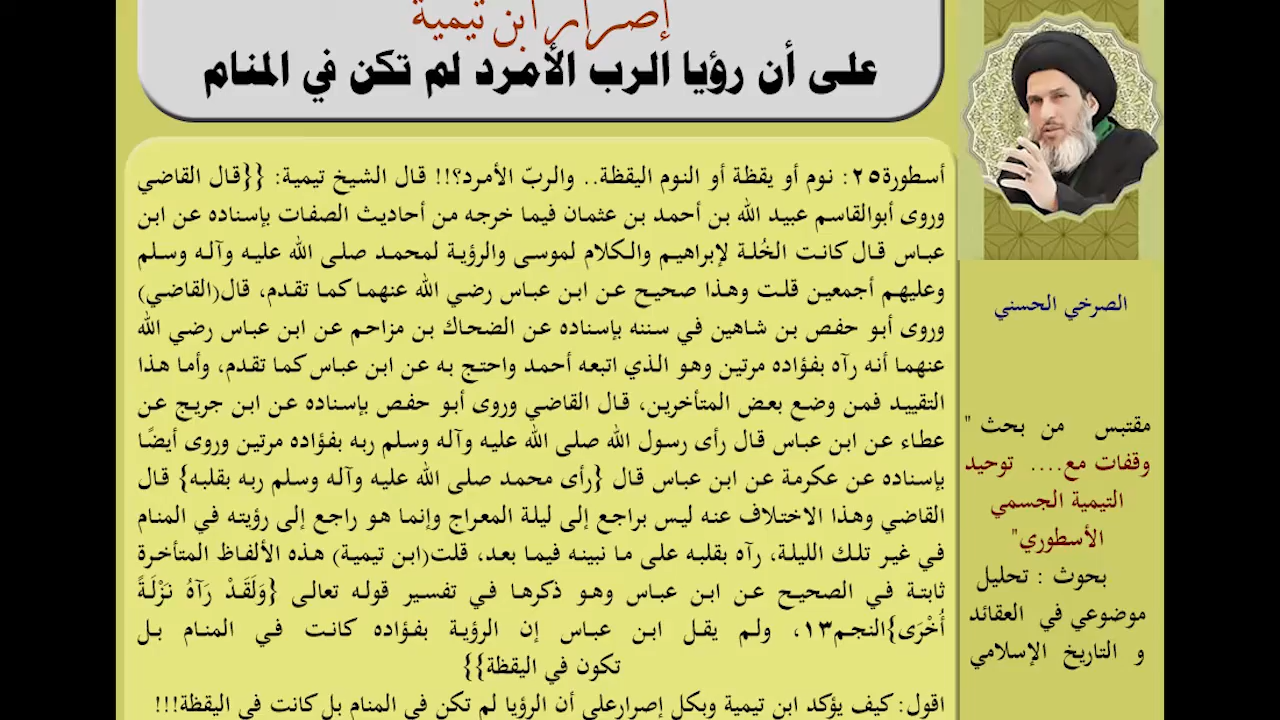 إصرار ابن تيمية
على أن رؤيا الرب الأمرد لم تكن في المنام
أسطورة٢٥: نوم أو يقظة أو النوم اليقظة.. والربّ الأمرد؟!! قال الشيخ تيمية: {{قال القاضي
وروى أبوالقاسم عبيد الله بن أحمد بن عثمان فيما خرجه من أحاديث الصفات بإسناده عن ابن
عباس قال كانت الخُلة لإبراهيم والكلام لموسى والرؤية لمحمد صلى الله عليه وآله وسلم
وعليهم أجمعين قلت وهذا صحيح عن ابن عباس رضي الله عنهما كما تقدم، قال(القاضي)
وروى أبو حفص بن شاهين في سننه بإسناده عن الضحاك بن مزاحم عن ابن عباس رضي الله
عنهما أنه رآه بفؤاده مرتين وهو الذي اتبعه أحمد واحتج به عن ابن عباس كما تقدم، وأما هذا
التقييد فمن وضع بعض المتأخرين، قال القاضي وروى أبو حفص بإسناده عن ابن جريج عن
عطاء عن ابن عباس قال رأى رسول الله صلى الله عليه وآله وسلم ربه بفؤاده مرتين وروى أيضًا
بإسناده عن عكرمة عن ابن عباس قال {رأى محمد صلى الله عليه وآله وسلم ربه بقلبه} قال
القاضي وهذا الاختلاف عنه ليس براجع إلى ليلة المعراج وإنما هو راجع إلى رؤيته في المنام
في غير تلك الليلة، رآه بقلبه على ما نبينه فيما بعد، قلت(ابن تيمية) هذه الألفاظ المتأخرة
ثابتة في الصحيح عن ابن عباس وهو ذكرها في تفسير قوله تعالى {وَلَقَدْ رَآهُ نَزْلَةً
أُخْرَى}النجم١٣، ولم يقل ابن عباس إن الرؤية بفؤاده كانت في المنام بل
تكون في اليقظة}}
اقول: كيف يؤكد ابن تيمية وبكل إصرارعلى أن الرؤيا لم تكن في المنام بل كانت في اليقظة!!!
الصرخي الحسني
مقتبس من بحث "
وقفات مع.... توحيد
التيمية الجسمي
الأسطوري"
بحوث : تحليل
موضوعي في العقائد
و التاريخ الإسلامي